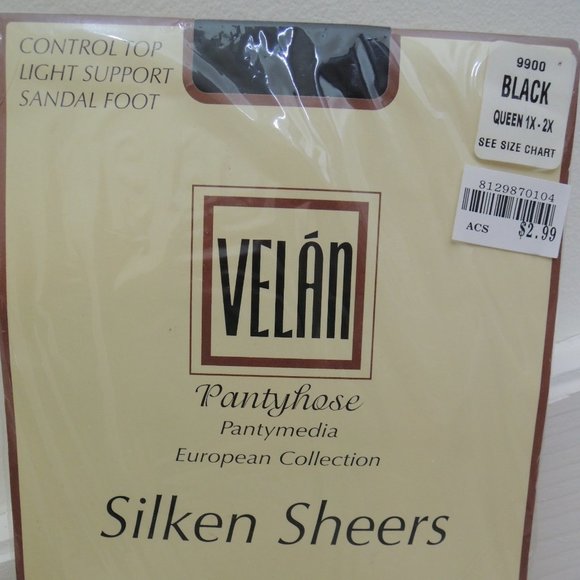 CONTROL TOP
LIGHT SUPPORT
SANDAL FOOT
9900
BLACK
QUEEN 1X - 2X
SEE SIZE CHART
8129870104
ACS $2.99
VELÁN
Pantyhose
Pantymedia
European Collection
Silken Sheers